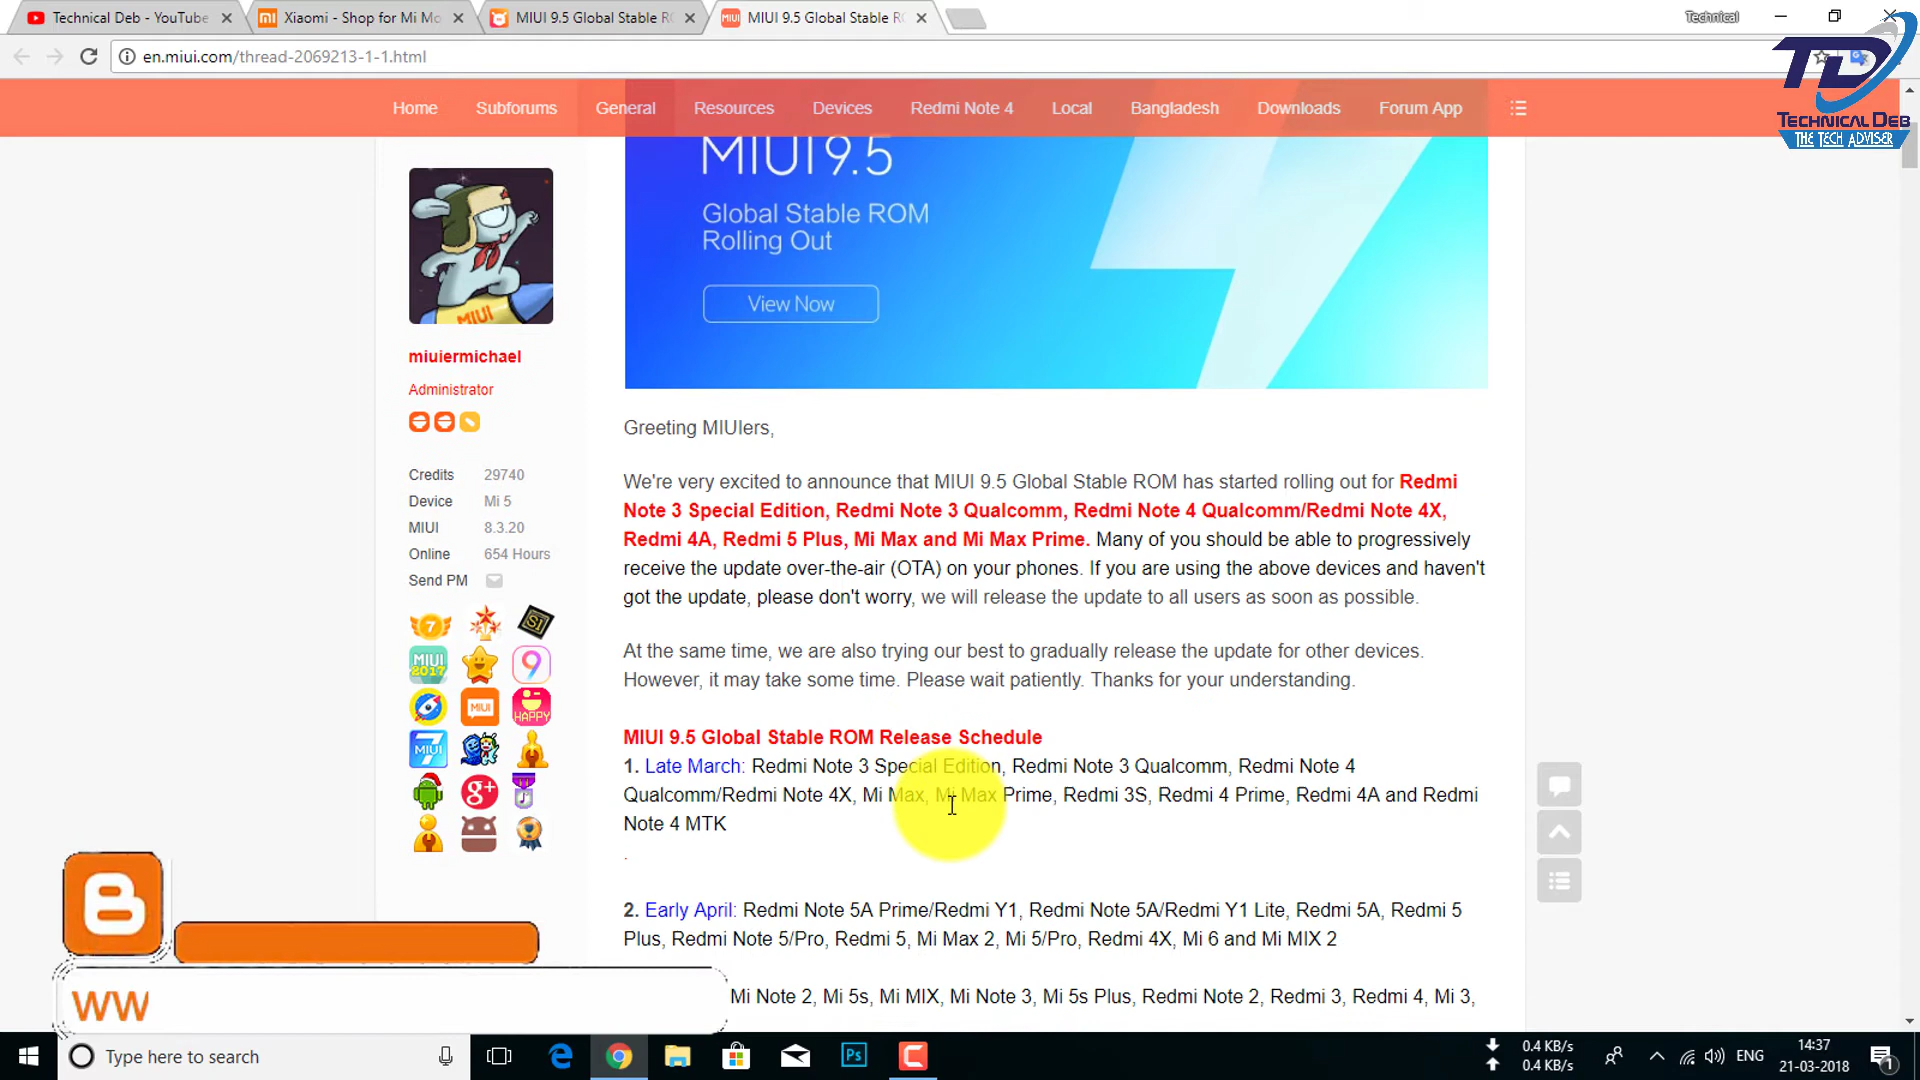 Technical Deb - YouTube
Xiaomi - Shop for Mi Mo
MIUI 9.5 Global Stable R
MIUI 9.5 Global Stable R
Technical
en.miui.com/thread-2069213-1-1.html
TD
TECHNICAL DEB
THE TECH ADVISER
Home Subforums General Resources Devices Redmi Note 4 Local Bangladesh Downloads Forum App
MIUI 9.5
Global Stable ROM
Rolling Out
View Now
MIUI
miuiermichael
Administrator
Credits 29740
Device Mi 5
MIUI 8.3.20
Online 654 Hours
Send PM
7
S1
MIUI
2017
9
MIUI
HAPPY
7
MIUI
g+
Greeting MIUIers,
We're very excited to announce that MIUI 9.5 Global Stable ROM has started rolling out for Redmi
Note 3 Special Edition, Redmi Note 3 Qualcomm, Redmi Note 4 Qualcomm/Redmi Note 4X,
Redmi 4A, Redmi 5 Plus, Mi Max and Mi Max Prime. Many of you should be able to progressively
receive the update over-the-air (OTA) on your phones. If you are using the above devices and haven't
got the update, please don't worry, we will release the update to all users as soon as possible.
At the same time, we are also trying our best to gradually release the update for other devices.
However, it may take some time. Please wait patiently. Thanks for your understanding.
MIUI 9.5 Global Stable ROM Release Schedule
1. Late March: Redmi Note 3 Special Edition, Redmi Note 3 Qualcomm, Redmi Note 4
Qualcomm/Redmi Note 4X, Mi Max, Mi Max Prime, Redmi 3S, Redmi 4 Prime, Redmi 4A and Redmi
Note 4 MTK
.
2. Early April: Redmi Note 5A Prime/Redmi Y1, Redmi Note 5A/Redmi Y1 Lite, Redmi 5A, Redmi 5
Plus, Redmi Note 5/Pro, Redmi 5, Mi Max 2, Mi 5/Pro, Redmi 4X, Mi 6 and Mi MIX 2
Mi Note 2, Mi 5s, Mi MIX, Mi Note 3, Mi 5s Plus, Redmi Note 2, Redmi 3, Redmi 4, Mi 3,
B
WW
Type here to search
Ps
0.4 KB/s
0.4 KB/s
ENG
14:37
21-03-2018
1